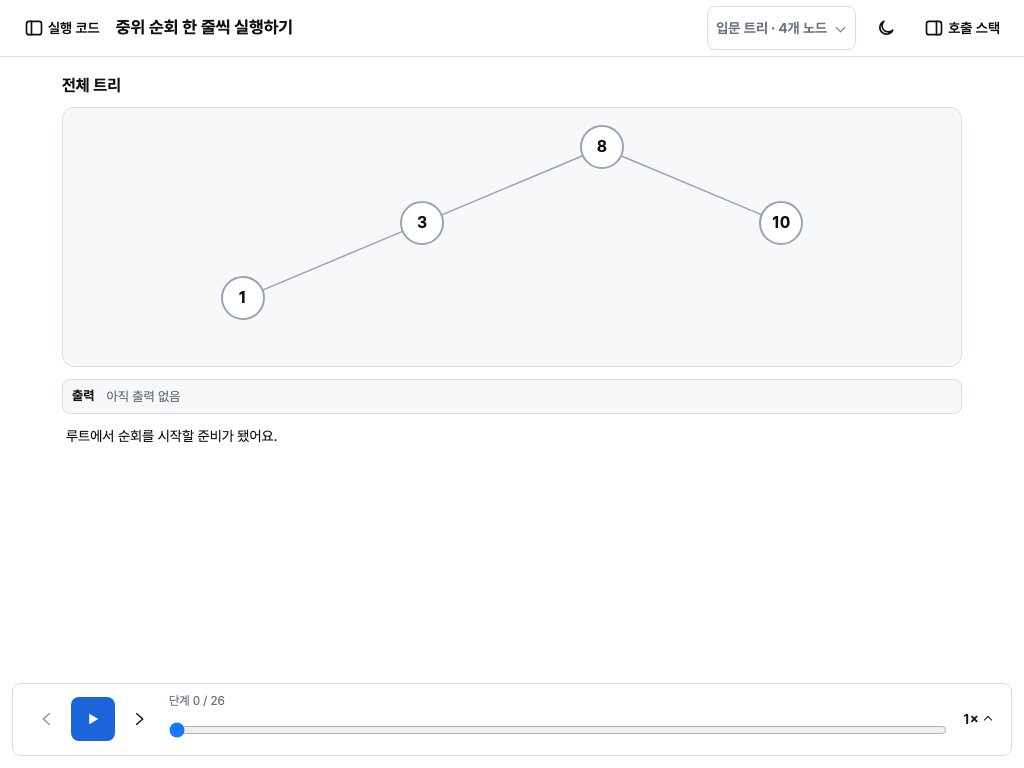 실행 코드 중위 순회 한 줄씩 실행하기 입문 트리 · 4개 노드 호출 스택
전체 트리
8
3 10
1
출력 아직 출력 없음
루트에서 순회를 시작할 준비가 됐어요.
단계 0 / 26
1×